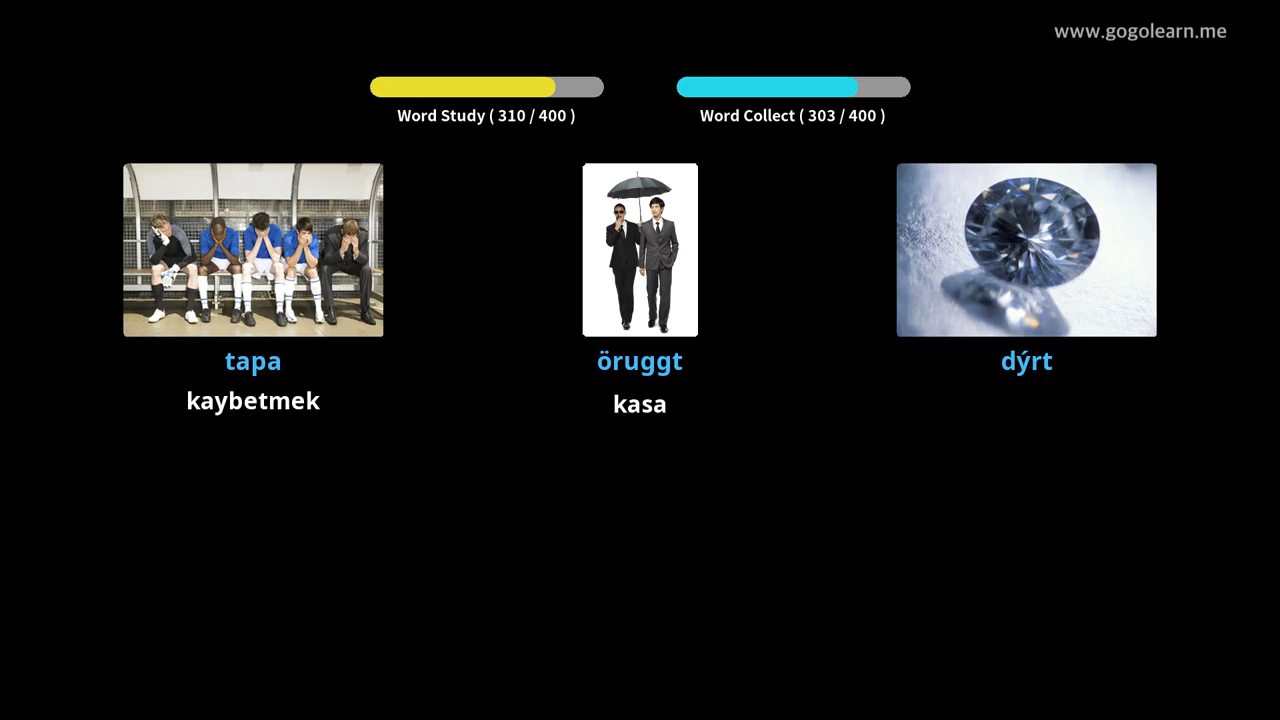 www.gogolearn.me
Word Study ( 310 / 400 )
Word Collect ( 303 / 400 )
tapa
öruggt
dýrt
kaybetmek
kasa